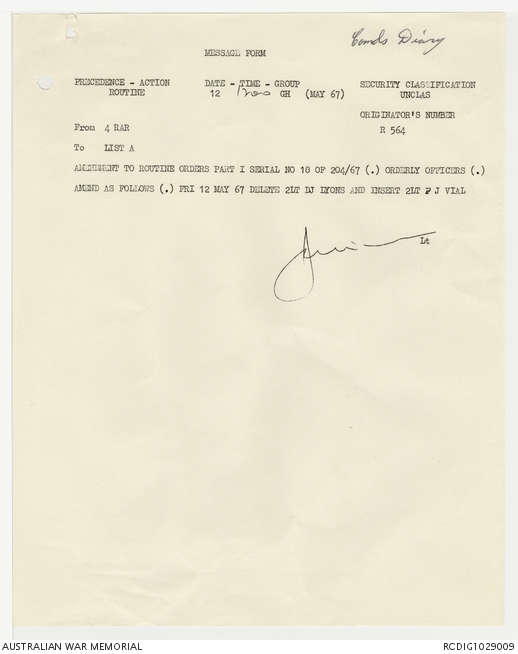 Comds Diary
MESSAGE FORM
PRECEDENCE - ACTION DATE - TIME - GROUP SECURITY CLASSIFICATION
ROUTINE 12 1200 GH (MAY 67) UNCLAS
ORIGINATOR'S NUMBER
From 4 RAR R 564
To LIST A
AMENDMENT TO ROUTINE ORDERS PART I SERIAL NO 18 OF 204/67 (.) ORDERLY OFFICERS (.)
AMEND AS FOLLOWS (.) FRI 12 MAY 67 DELETE 2LT DJ LYONS AND INSERT 2LT P J VIAL
Lt
AUSTRALIAN WAR MEMORIAL RCDIG1029009